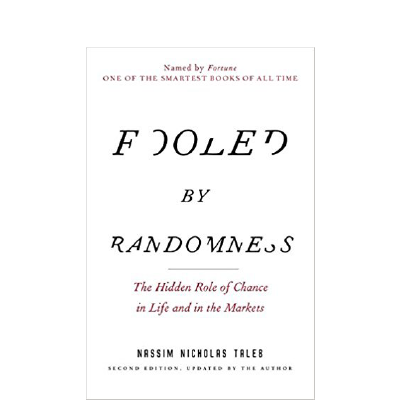 Named by Fortune
ONE OF THE SMARTEST BOOKS OF ALL TIME
FOOLED
BY
RANDOMNESS
The Hidden Role of Chance
in Life and in the Markets
NASSIM NICHOLAS TALEB
SECOND EDITION, UPDATED BY THE AUTHOR